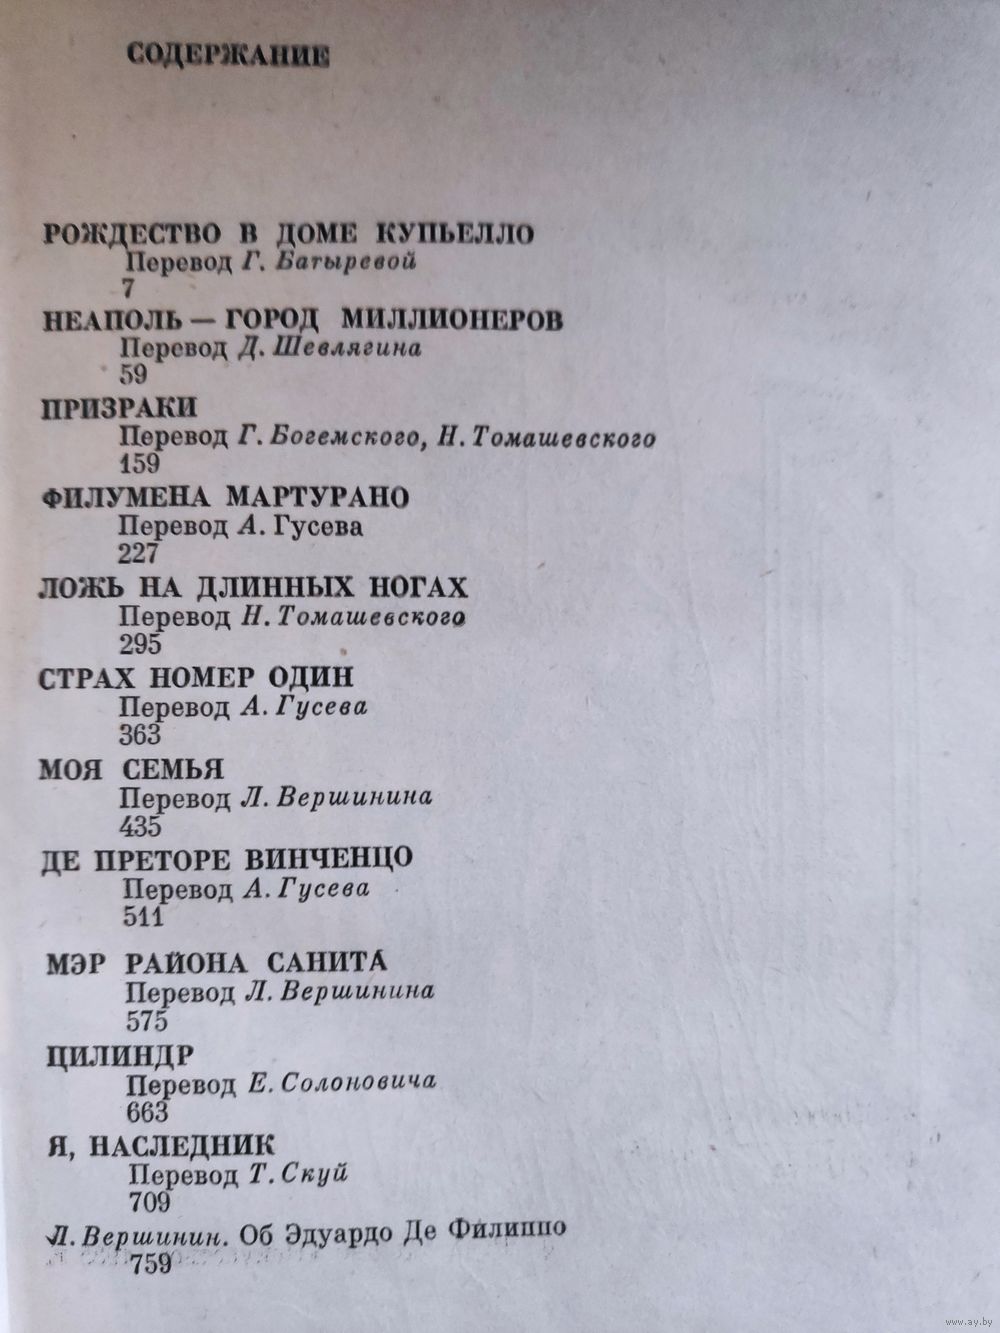 СОДЕРЖАНИЕ
РОЖДЕСТВО В ДОМЕ КУПЬЕЛЛО
Перевод Г. Батыревой
7
НЕАПОЛЬ — ГОРОД МИЛЛИОНЕРОВ
Перевод Д. Шевлягина
59
ПРИЗРАКИ
Перевод Г. Богемского, Н. Томашевского
159
ФИЛУМЕНА МАРТУРАНО
Перевод А. Гусева
227
ЛОЖЬ НА ДЛИННЫХ НОГАХ
Перевод Н. Томашевского
295
СТРАХ НОМЕР ОДИН
Перевод А. Гусева
363
МОЯ СЕМЬЯ
Перевод Л. Вершинина
435
ДЕ ПРЕТОРЕ ВИНЧЕНЦО
Перевод А. Гусева
511
МЭР РАЙОНА САНИТА́
Перевод Л. Вершинина
575
ЦИЛИНДР
Перевод Е. Солоновича
663
Я, НАСЛЕДНИК
Перевод Т. Скуй
709
Л. Вершинин. Об Эдуардо Де Филиппо
759
www.ay.by